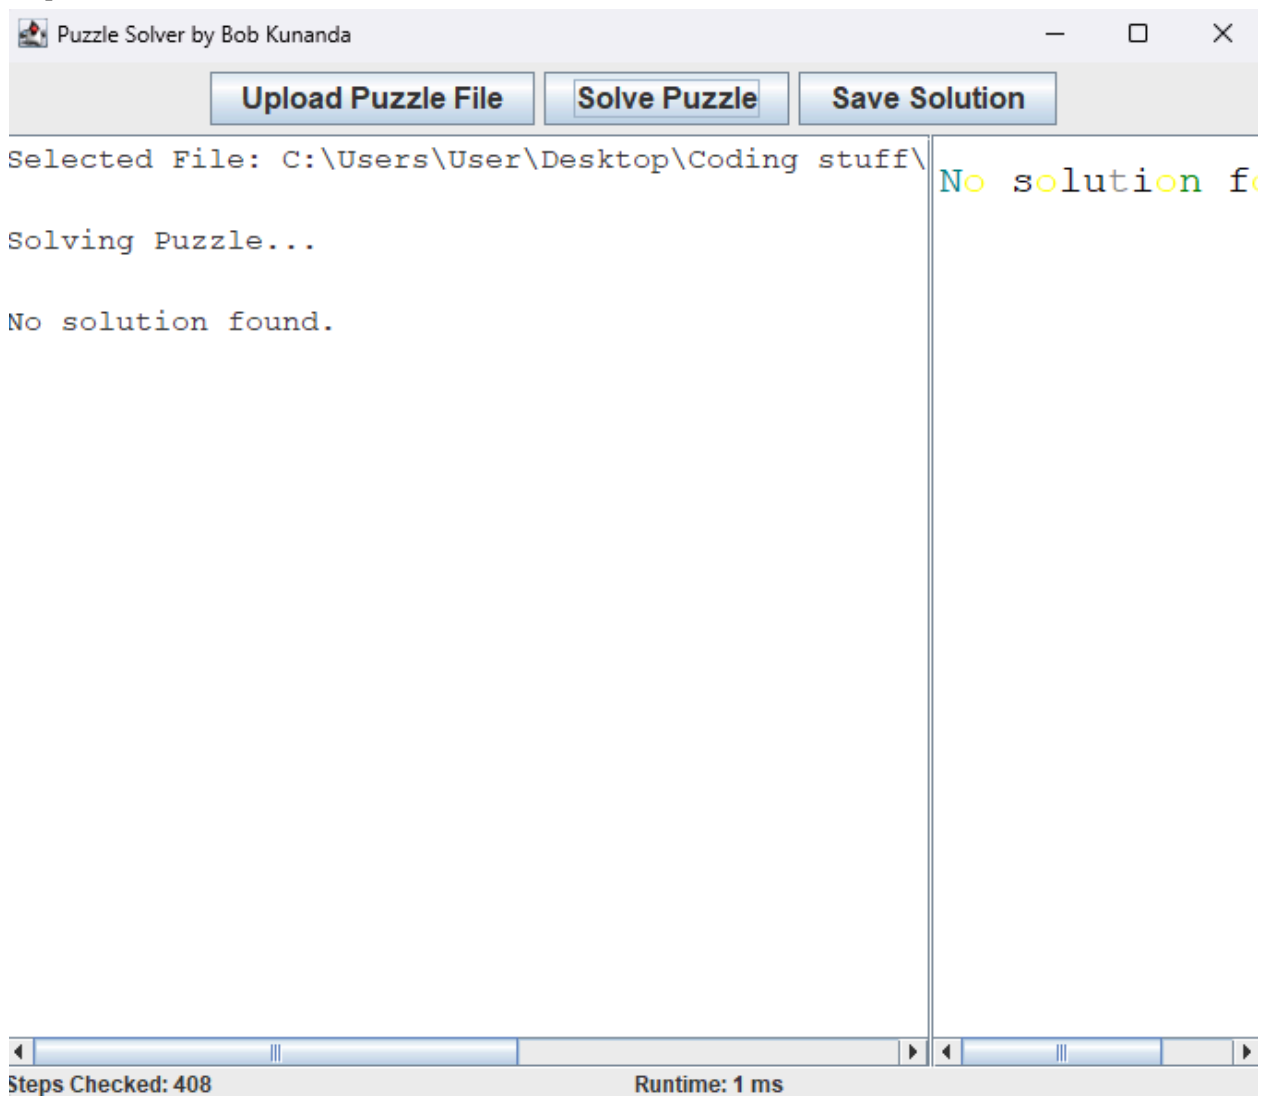 Puzzle Solver by Bob Kunanda
Upload Puzzle File
Solve Puzzle
Save Solution
Selected File: C:\Users\User\Desktop\Coding stuff\
Solving Puzzle...
No solution found.
No solution fo
Steps Checked: 408
Runtime: 1 ms